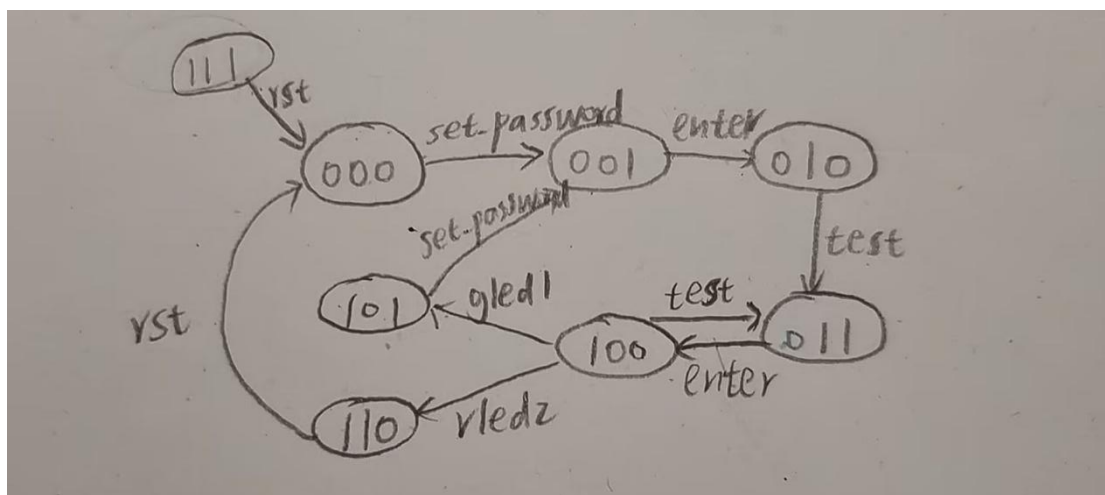 111
rst
set-password
enter
000
001
010
set-password
test
101
gled1
test
rst
100
011
enter
110
rled2